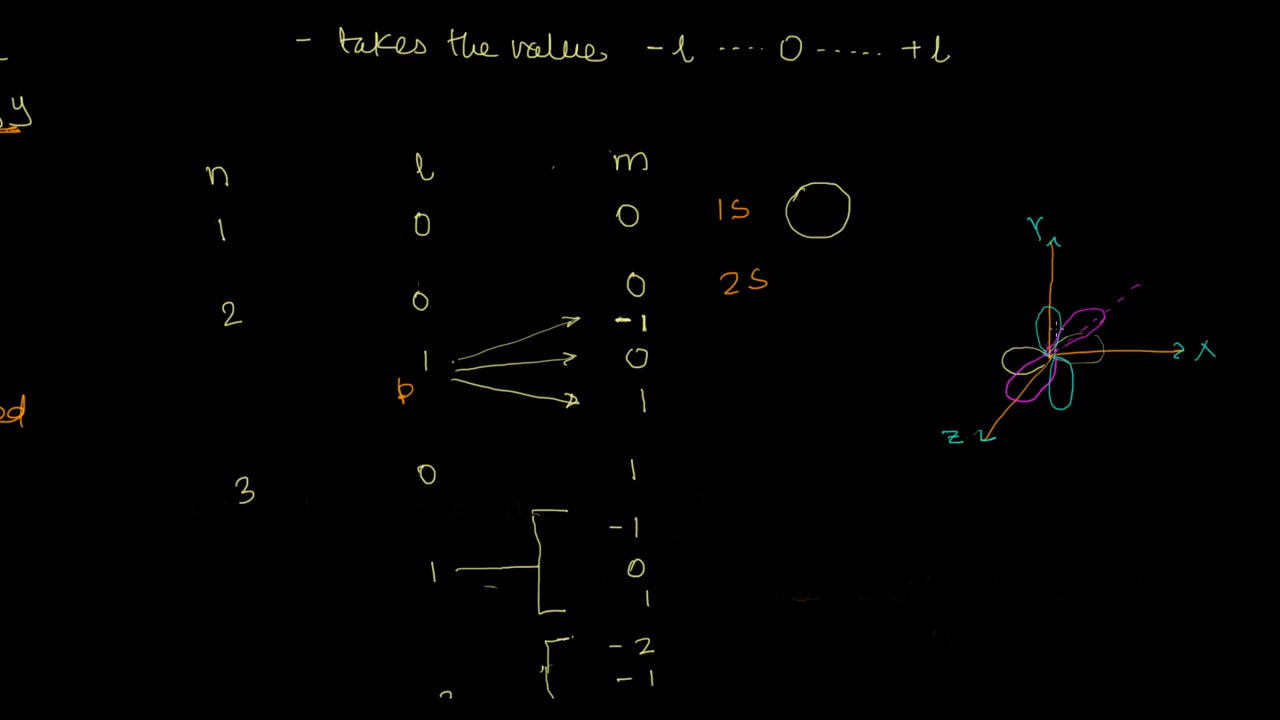 - takes the value -l ..... 0 ...... +l
y
n l m
1 0 0 1S
Y
2 0 0 2S
-1
1 0
X
p 1
ed
Z
3 0 1
-1
1 0
1
-2
-1